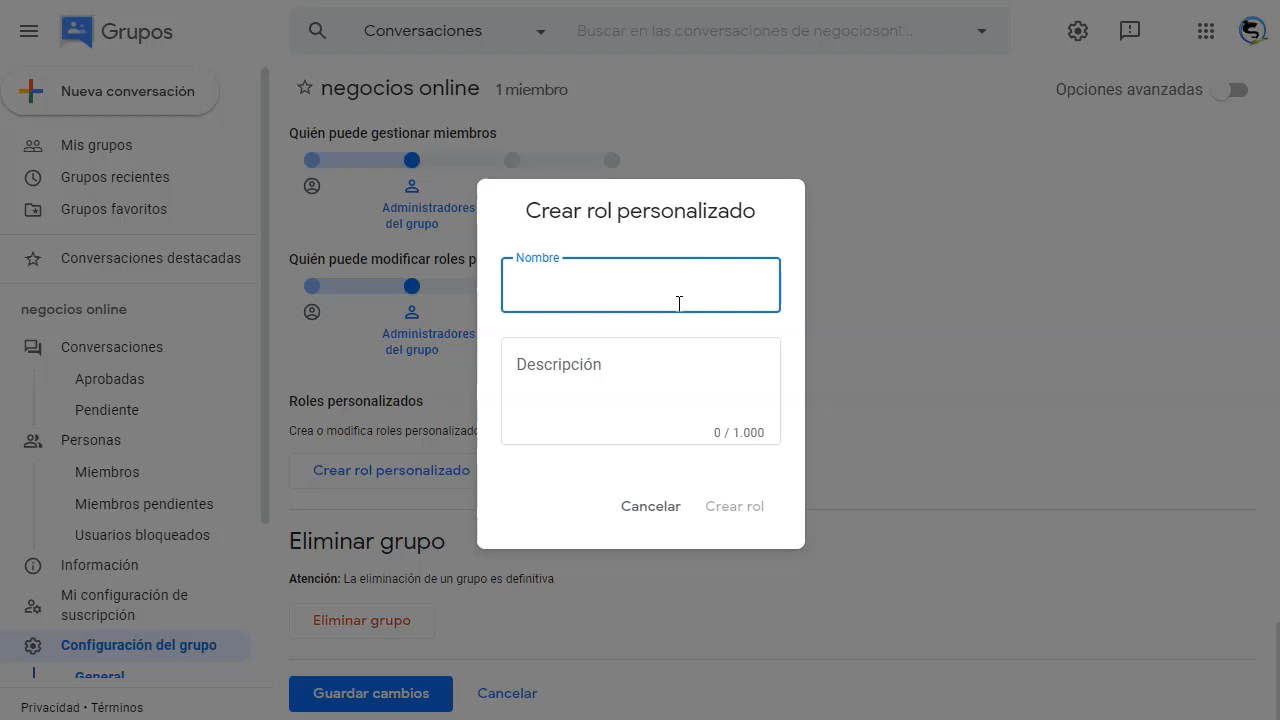 Grupos
Conversaciones
Buscar en las conversaciones de negociosonl...
Nueva conversación
negocios online
1 miembro
Opciones avanzadas
Mis grupos
Grupos recientes
Grupos favoritos
Conversaciones destacadas
negocios online
Conversaciones
Aprobadas
Pendiente
Personas
Miembros
Miembros pendientes
Usuarios bloqueados
Información
Mi configuración de
suscripción
Configuración del grupo
General
Privacidad • Términos
Quién puede gestionar miembros
Administradores
del grupo
Quién puede modificar roles p
Administradores
del grupo
Roles personalizados
Crea o modifica roles personalizado
Crear rol personalizado
Eliminar grupo
Atención: La eliminación de un grupo es definitiva
Eliminar grupo
Guardar cambios
Cancelar
Crear rol personalizado
Nombre
Descripción
0 / 1.000
Cancelar
Crear rol